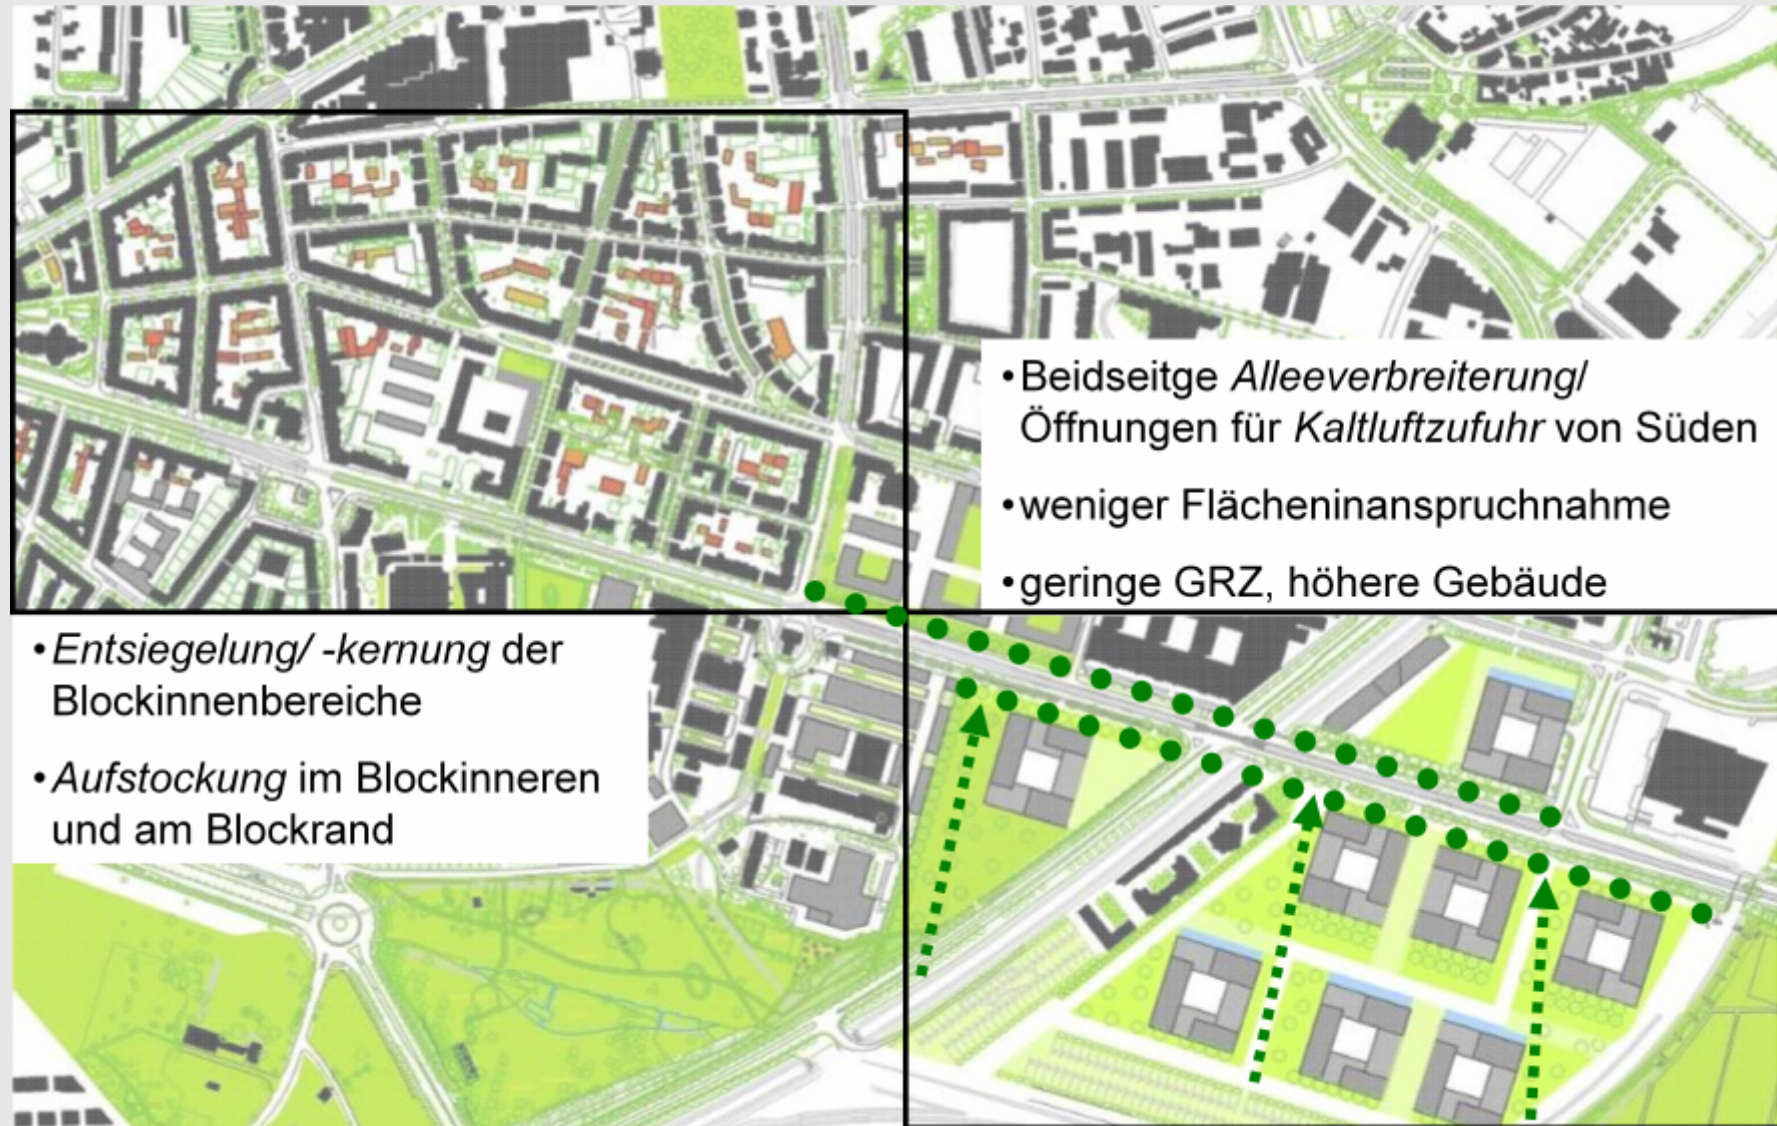 •Beidseitge Alleeverbreiterung/
Öffnungen für Kaltluftzufuhr von Süden
•weniger Flächeninanspruchnahme
•geringe GRZ, höhere Gebäude
•Entsiegelung/ -kernung der
Blockinnenbereiche
•Aufstockung im Blockinneren
und am Blockrand